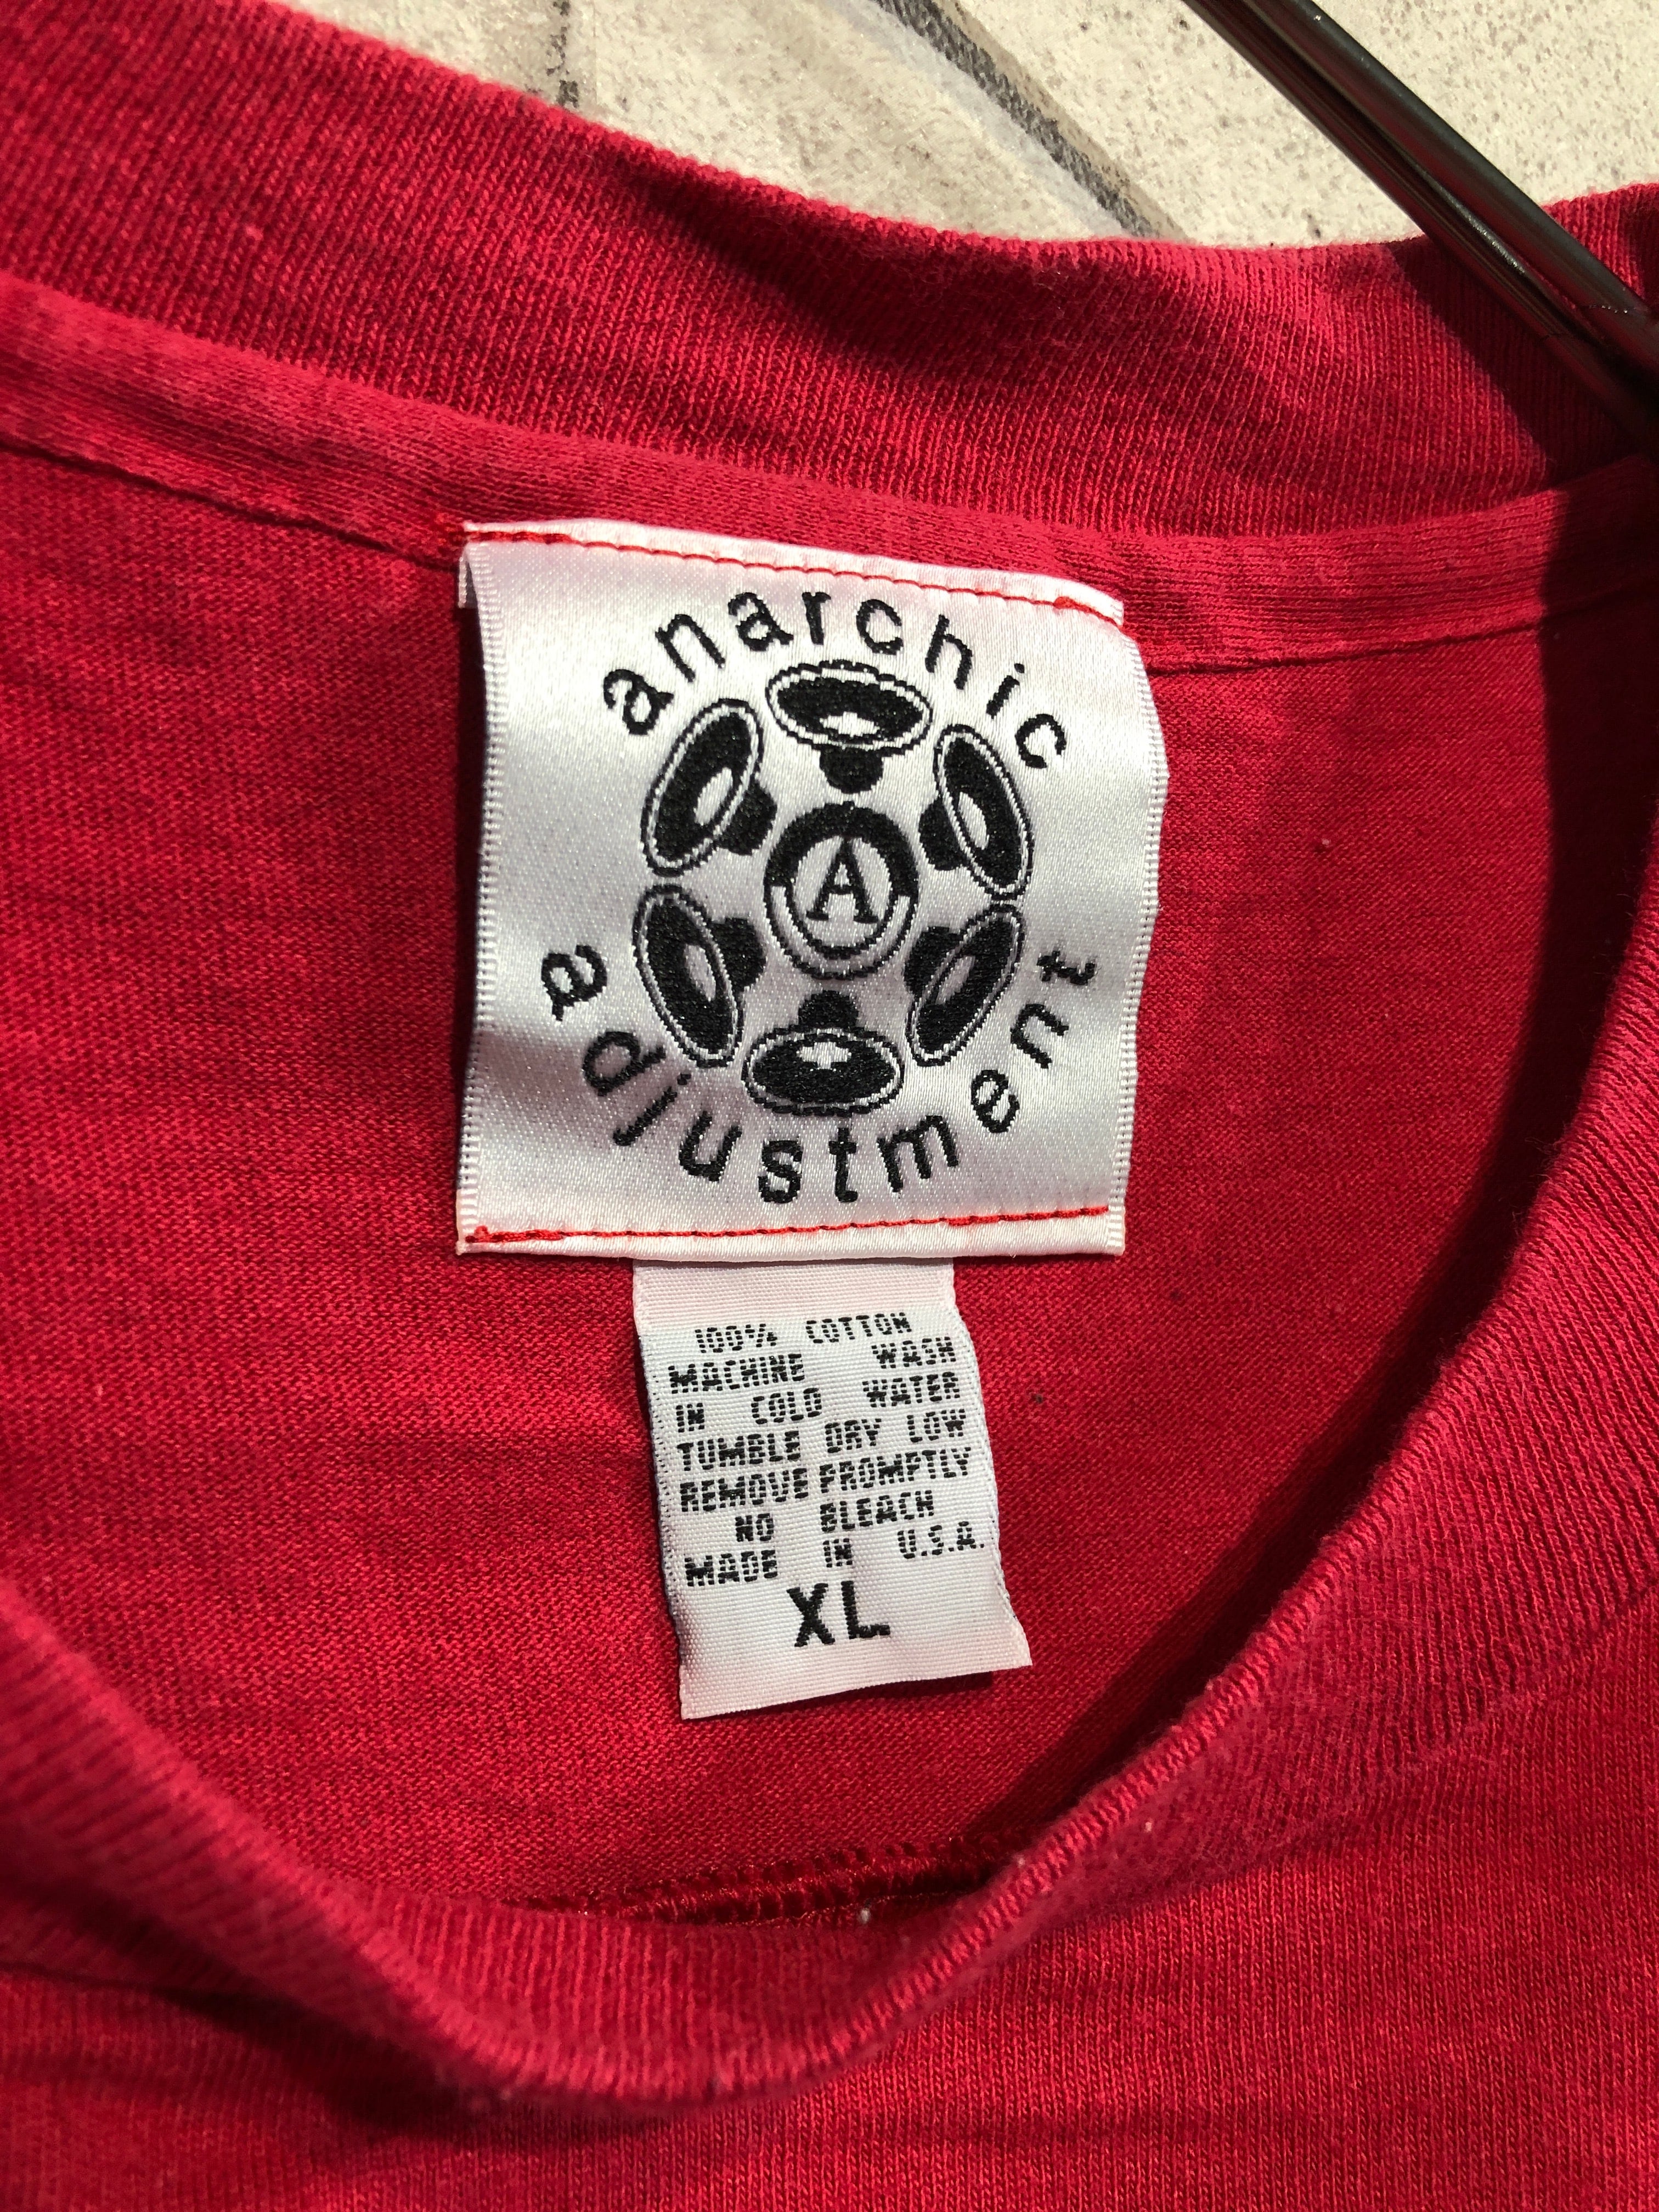 anarchic
A
adjustment
100% COTTON
MACHINE WASH
IN COLD WATER
TUMBLE DRY LOW
REMOVE PROMPTLY
NO BLEACH
MADE IN U.S.A.
XL